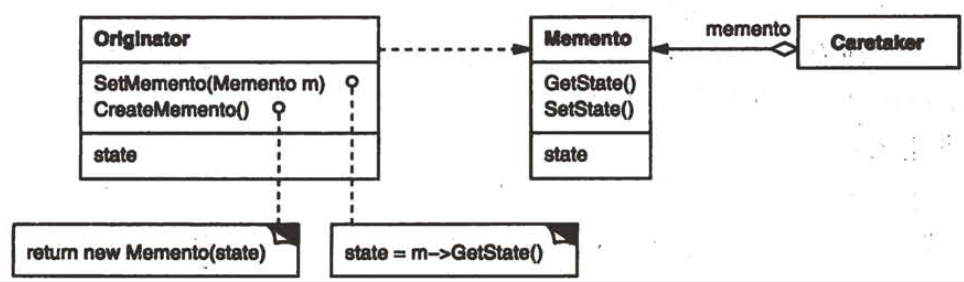 Originator
SetMemento(Memento m)
CreateMemento()
state
Memento
GetState()
SetState()
state
memento
Caretaker
return new Memento(state)
state = m->GetState()